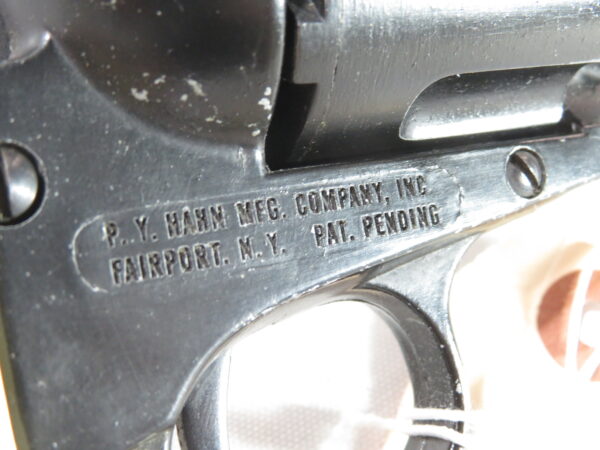 P. Y. HAHN MFG. COMPANY, INC
FAIRPORT. N. Y. PAT. PENDING